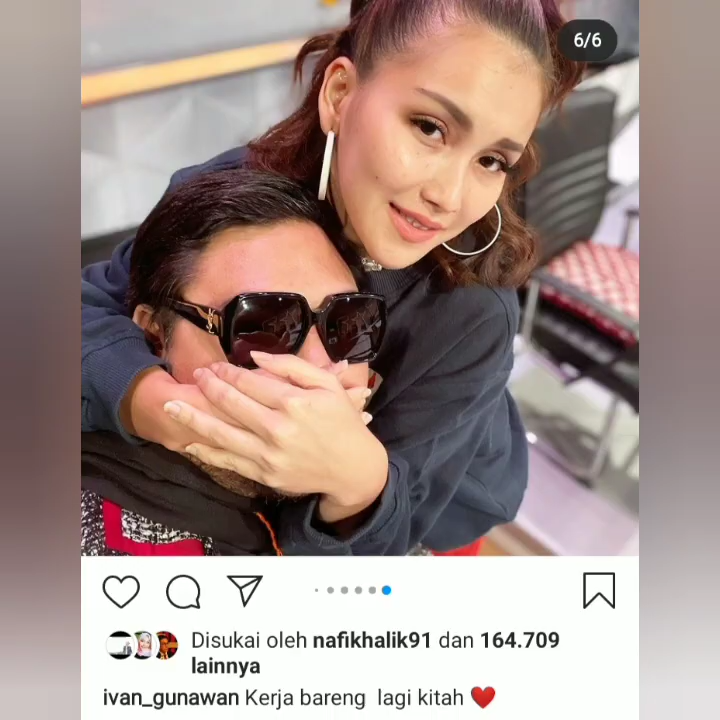 6/6
Disukai oleh nafikhalik91 dan 164.709
lainnya
ivan_gunawan Kerja bareng lagi kitah ❤️